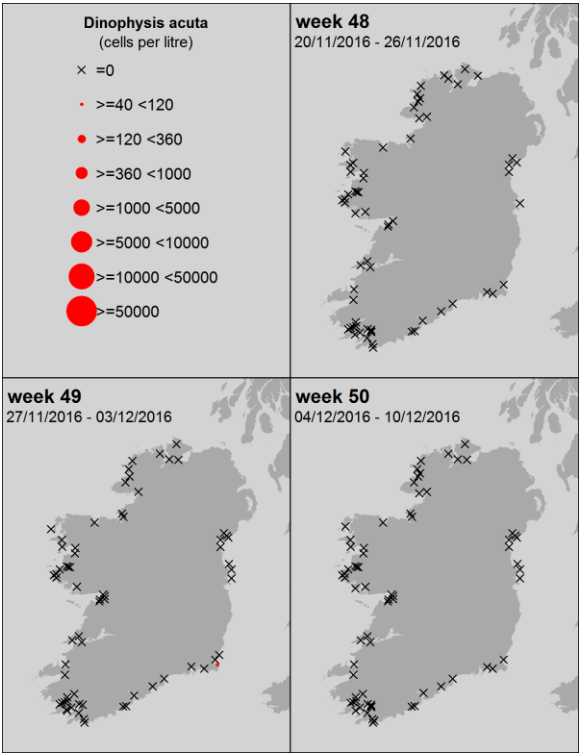 Dinophysis acuta
(cells per litre)
=0
>=40 <120
>=120 <360
>=360 <1000
>=1000 <5000
>=5000 <10000
>=10000 <50000
>=50000
week 48
20/11/2016 - 26/11/2016
week 49
27/11/2016 - 03/12/2016
week 50
04/12/2016 - 10/12/2016